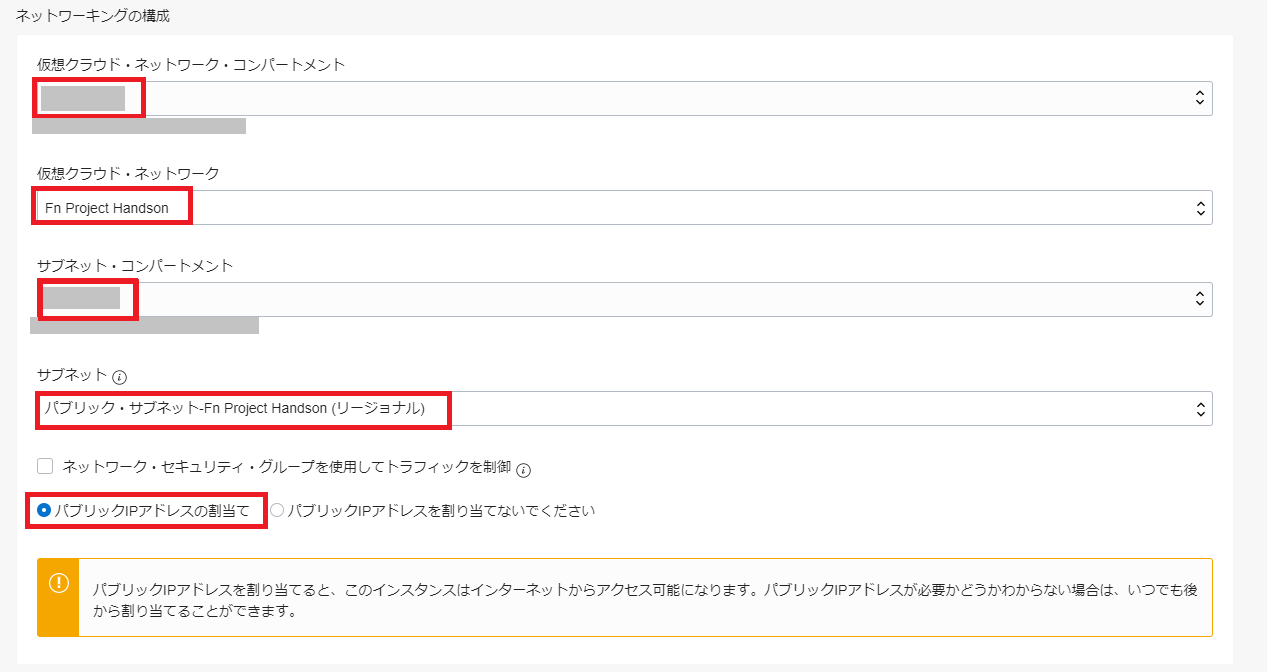 ネットワーキングの構成
仮想クラウド・ネットワーク・コンパートメント
仮想クラウド・ネットワーク
Fn Project Handson
サブネット・コンパートメント
サブネット
パブリック・サブネット-Fn Project Handson (リージョナル)
ネットワーク・セキュリティ・グループを使用してトラフィックを制御
パブリックIPアドレスの割当て パブリックIPアドレスを割り当てないでください
パブリックIPアドレスを割り当てると、このインスタンスはインターネットからアクセス可能になります。パブリックIPアドレスが必要かどうかわからない場合は、いつでも後
から割り当てることができます。